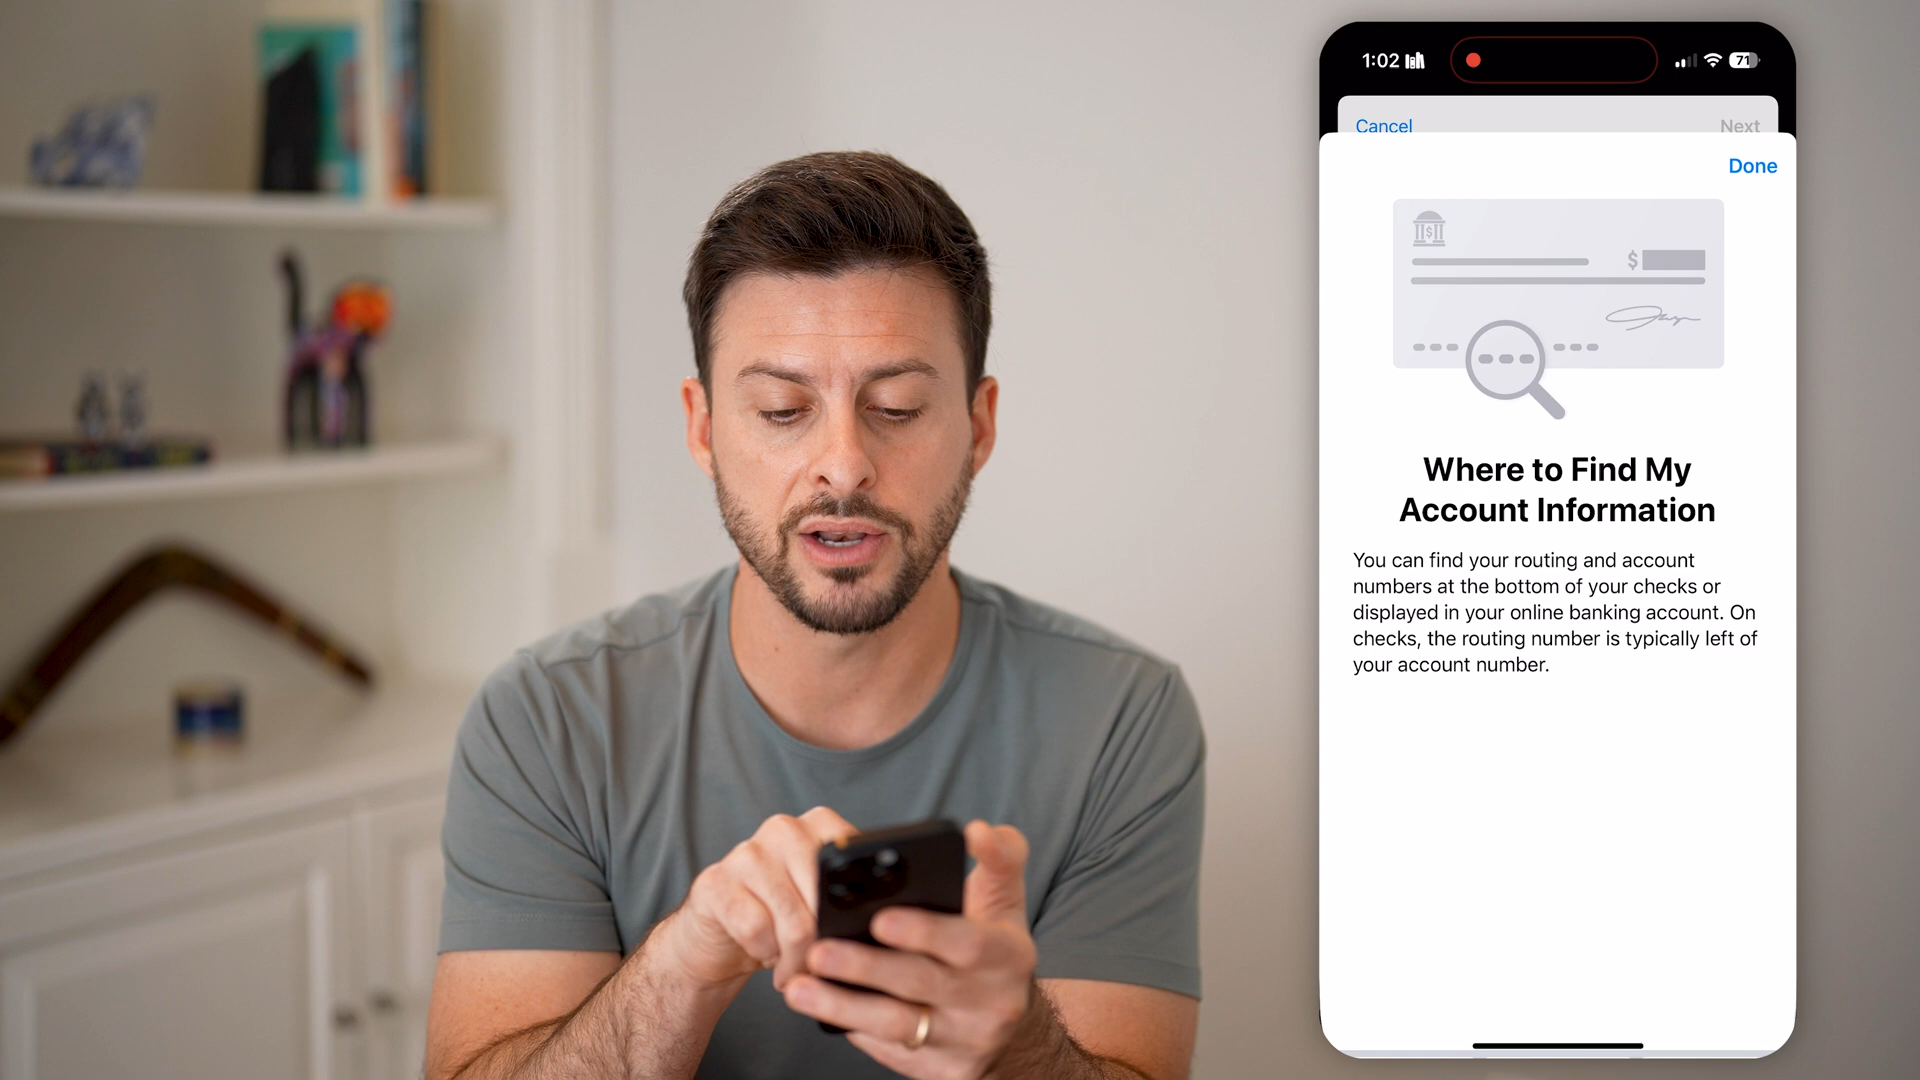 1:02
71
Cancel
Next
Done
$
$
Where to Find My
Account Information
You can find your routing and account
numbers at the bottom of your checks or
displayed in your online banking account. On
checks, the routing number is typically left of
your account number.